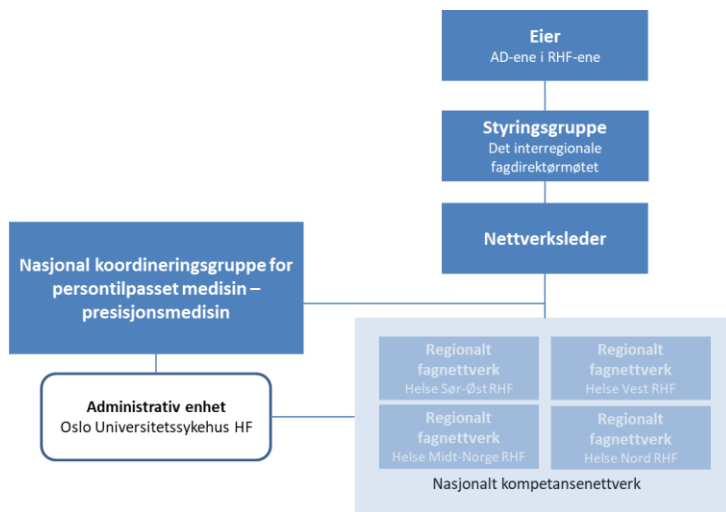 Eier
AD-ene i RHF-ene
Styringsgruppe
Det interregionale
fagdirektørmøtet
Nettverksleder
Nasjonal koordineringsgruppe for
persontilpasset medisin –
presisjonsmedisin
Administrativ enhet
Oslo Universitetssykehus HF
Regionalt
fagnettverk
Helse Sør-Øst RHF
Regionalt
fagnettverk
Helse Vest RHF
Regionalt
fagnettverk
Helse Midt-Norge RHF
Regionalt
fagnettverk
Helse Nord RHF
Nasjonalt kompetansenettverk